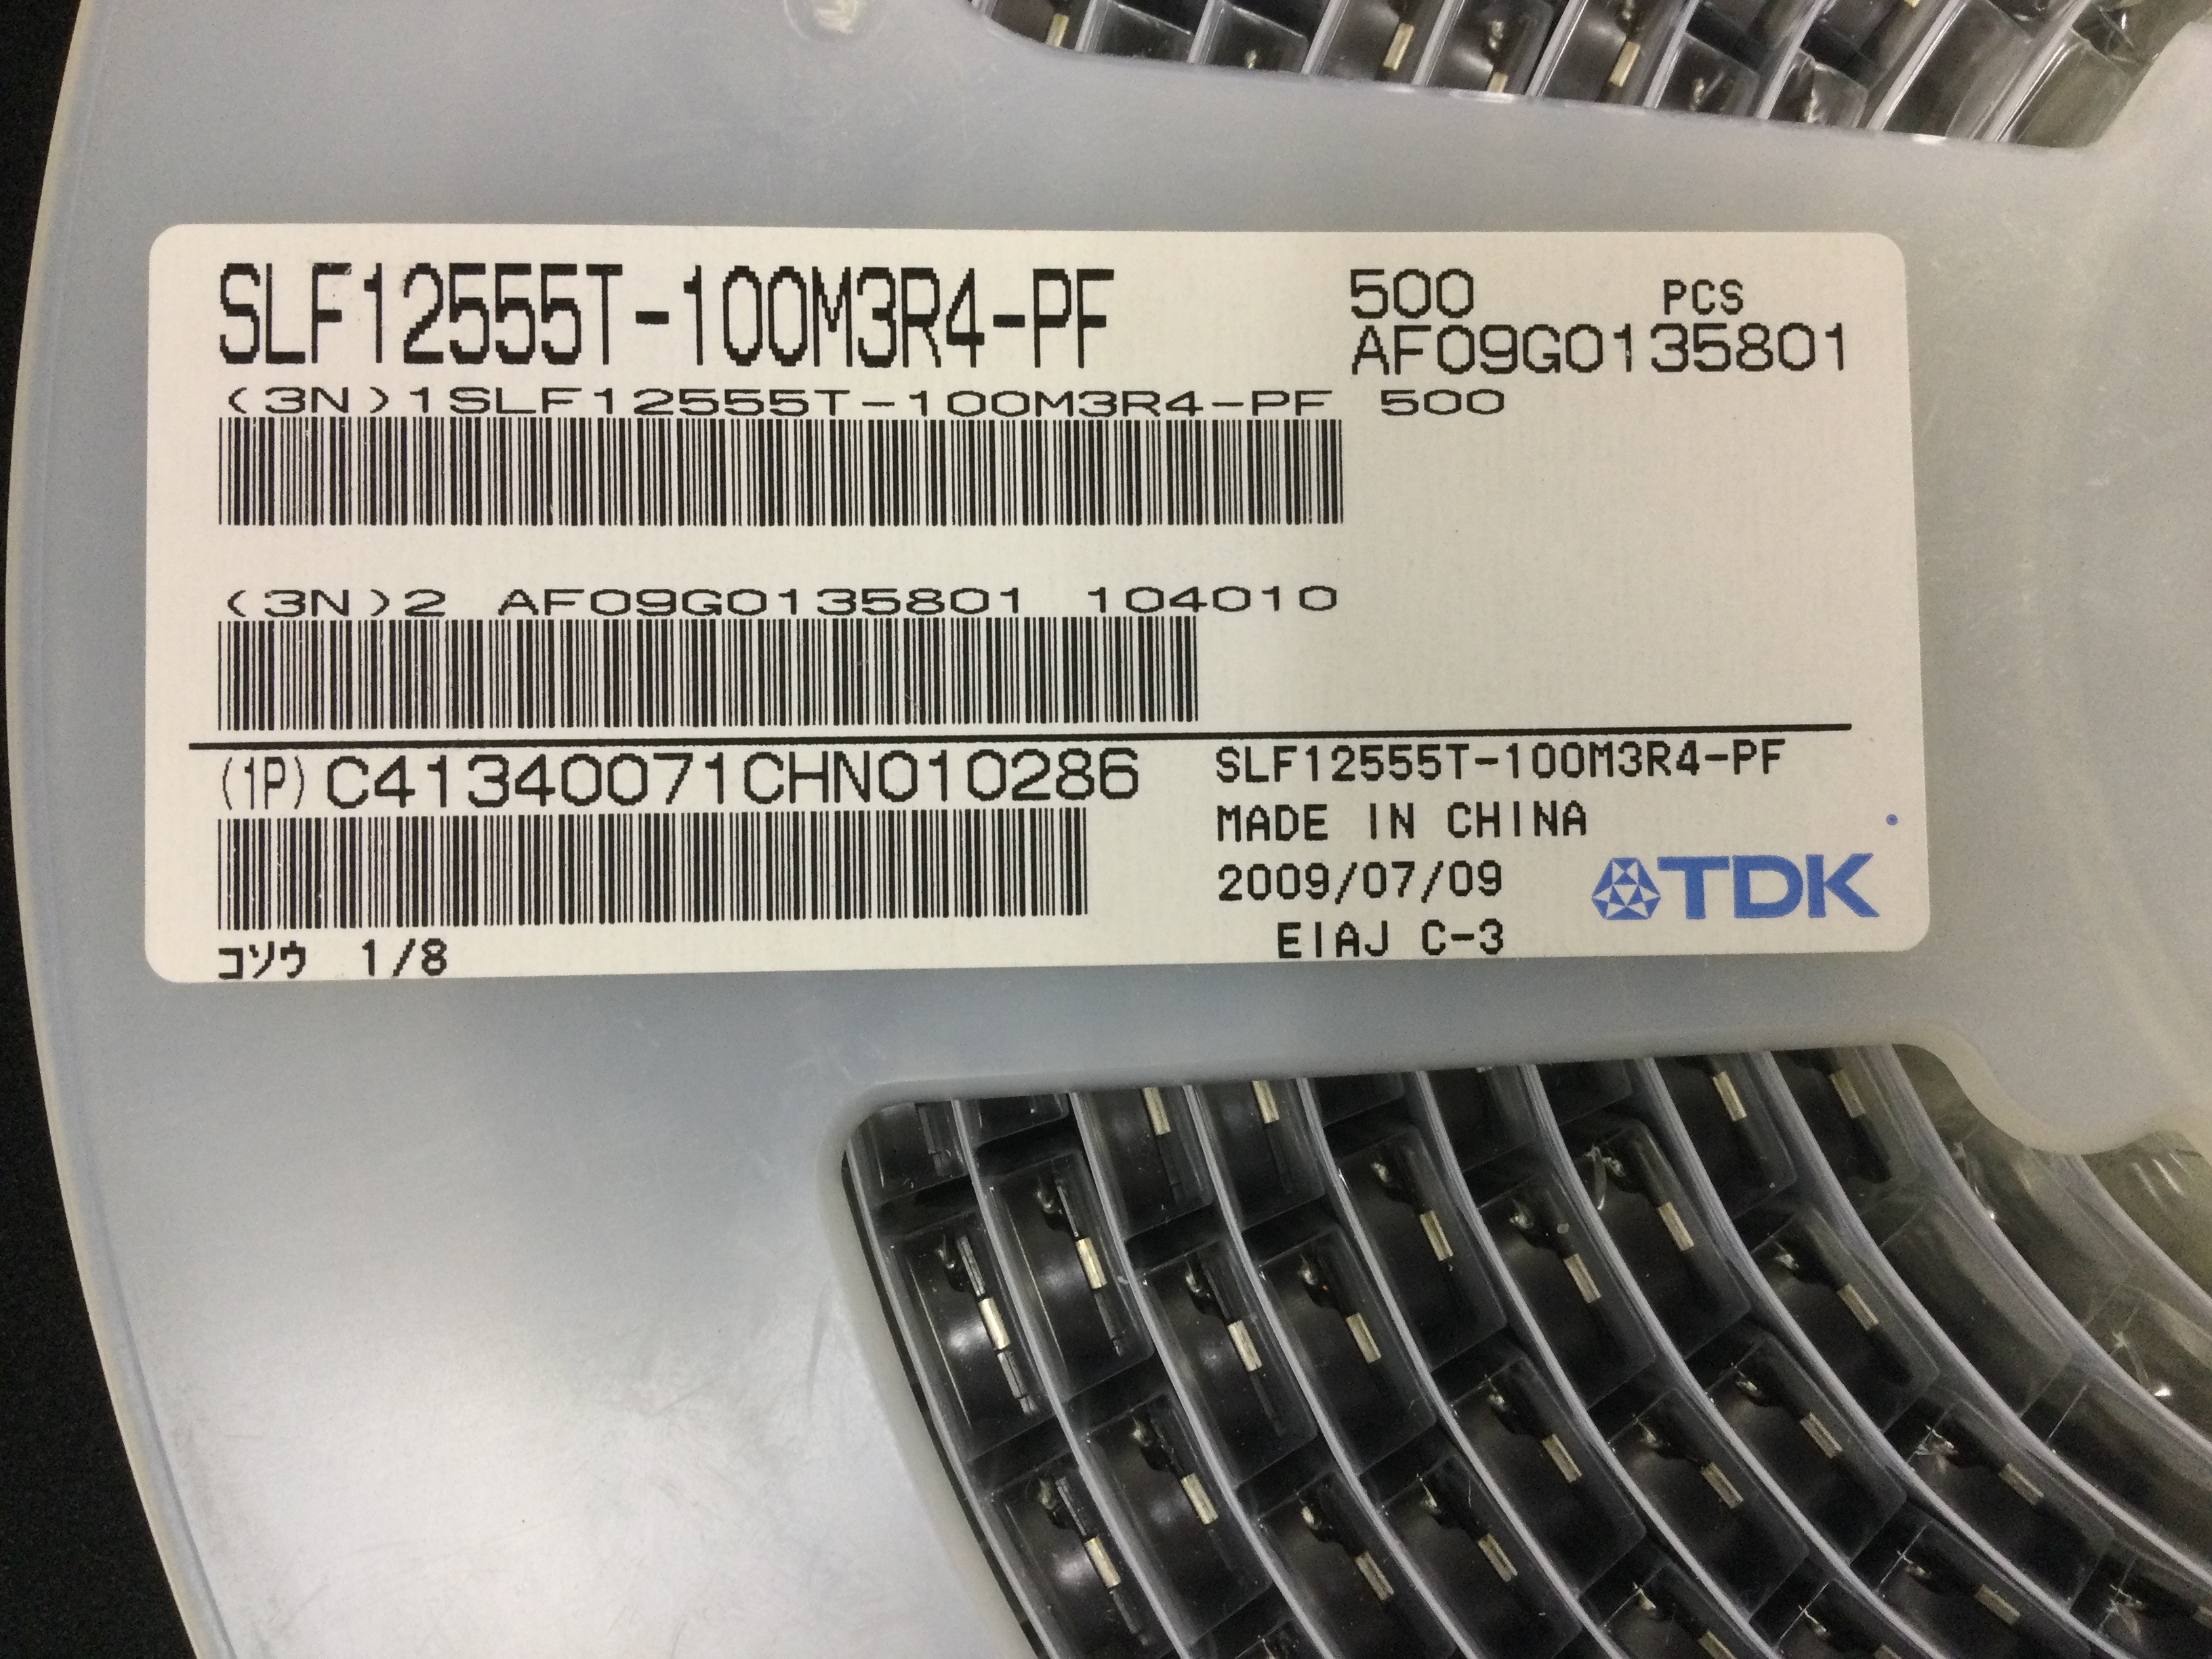 SLF12555T-100M3R4-PF
500 PCS
AF09G0135801
(3N)1SLF12555T-100M3R4-PF 500
(3N)2 AF09G0135801 104010
(1P)C41340071CHN010286
コソウ 1/8
SLF12555T-100M3R4-PF
MADE IN CHINA
2009/07/09
EIAJ C-3
TDK